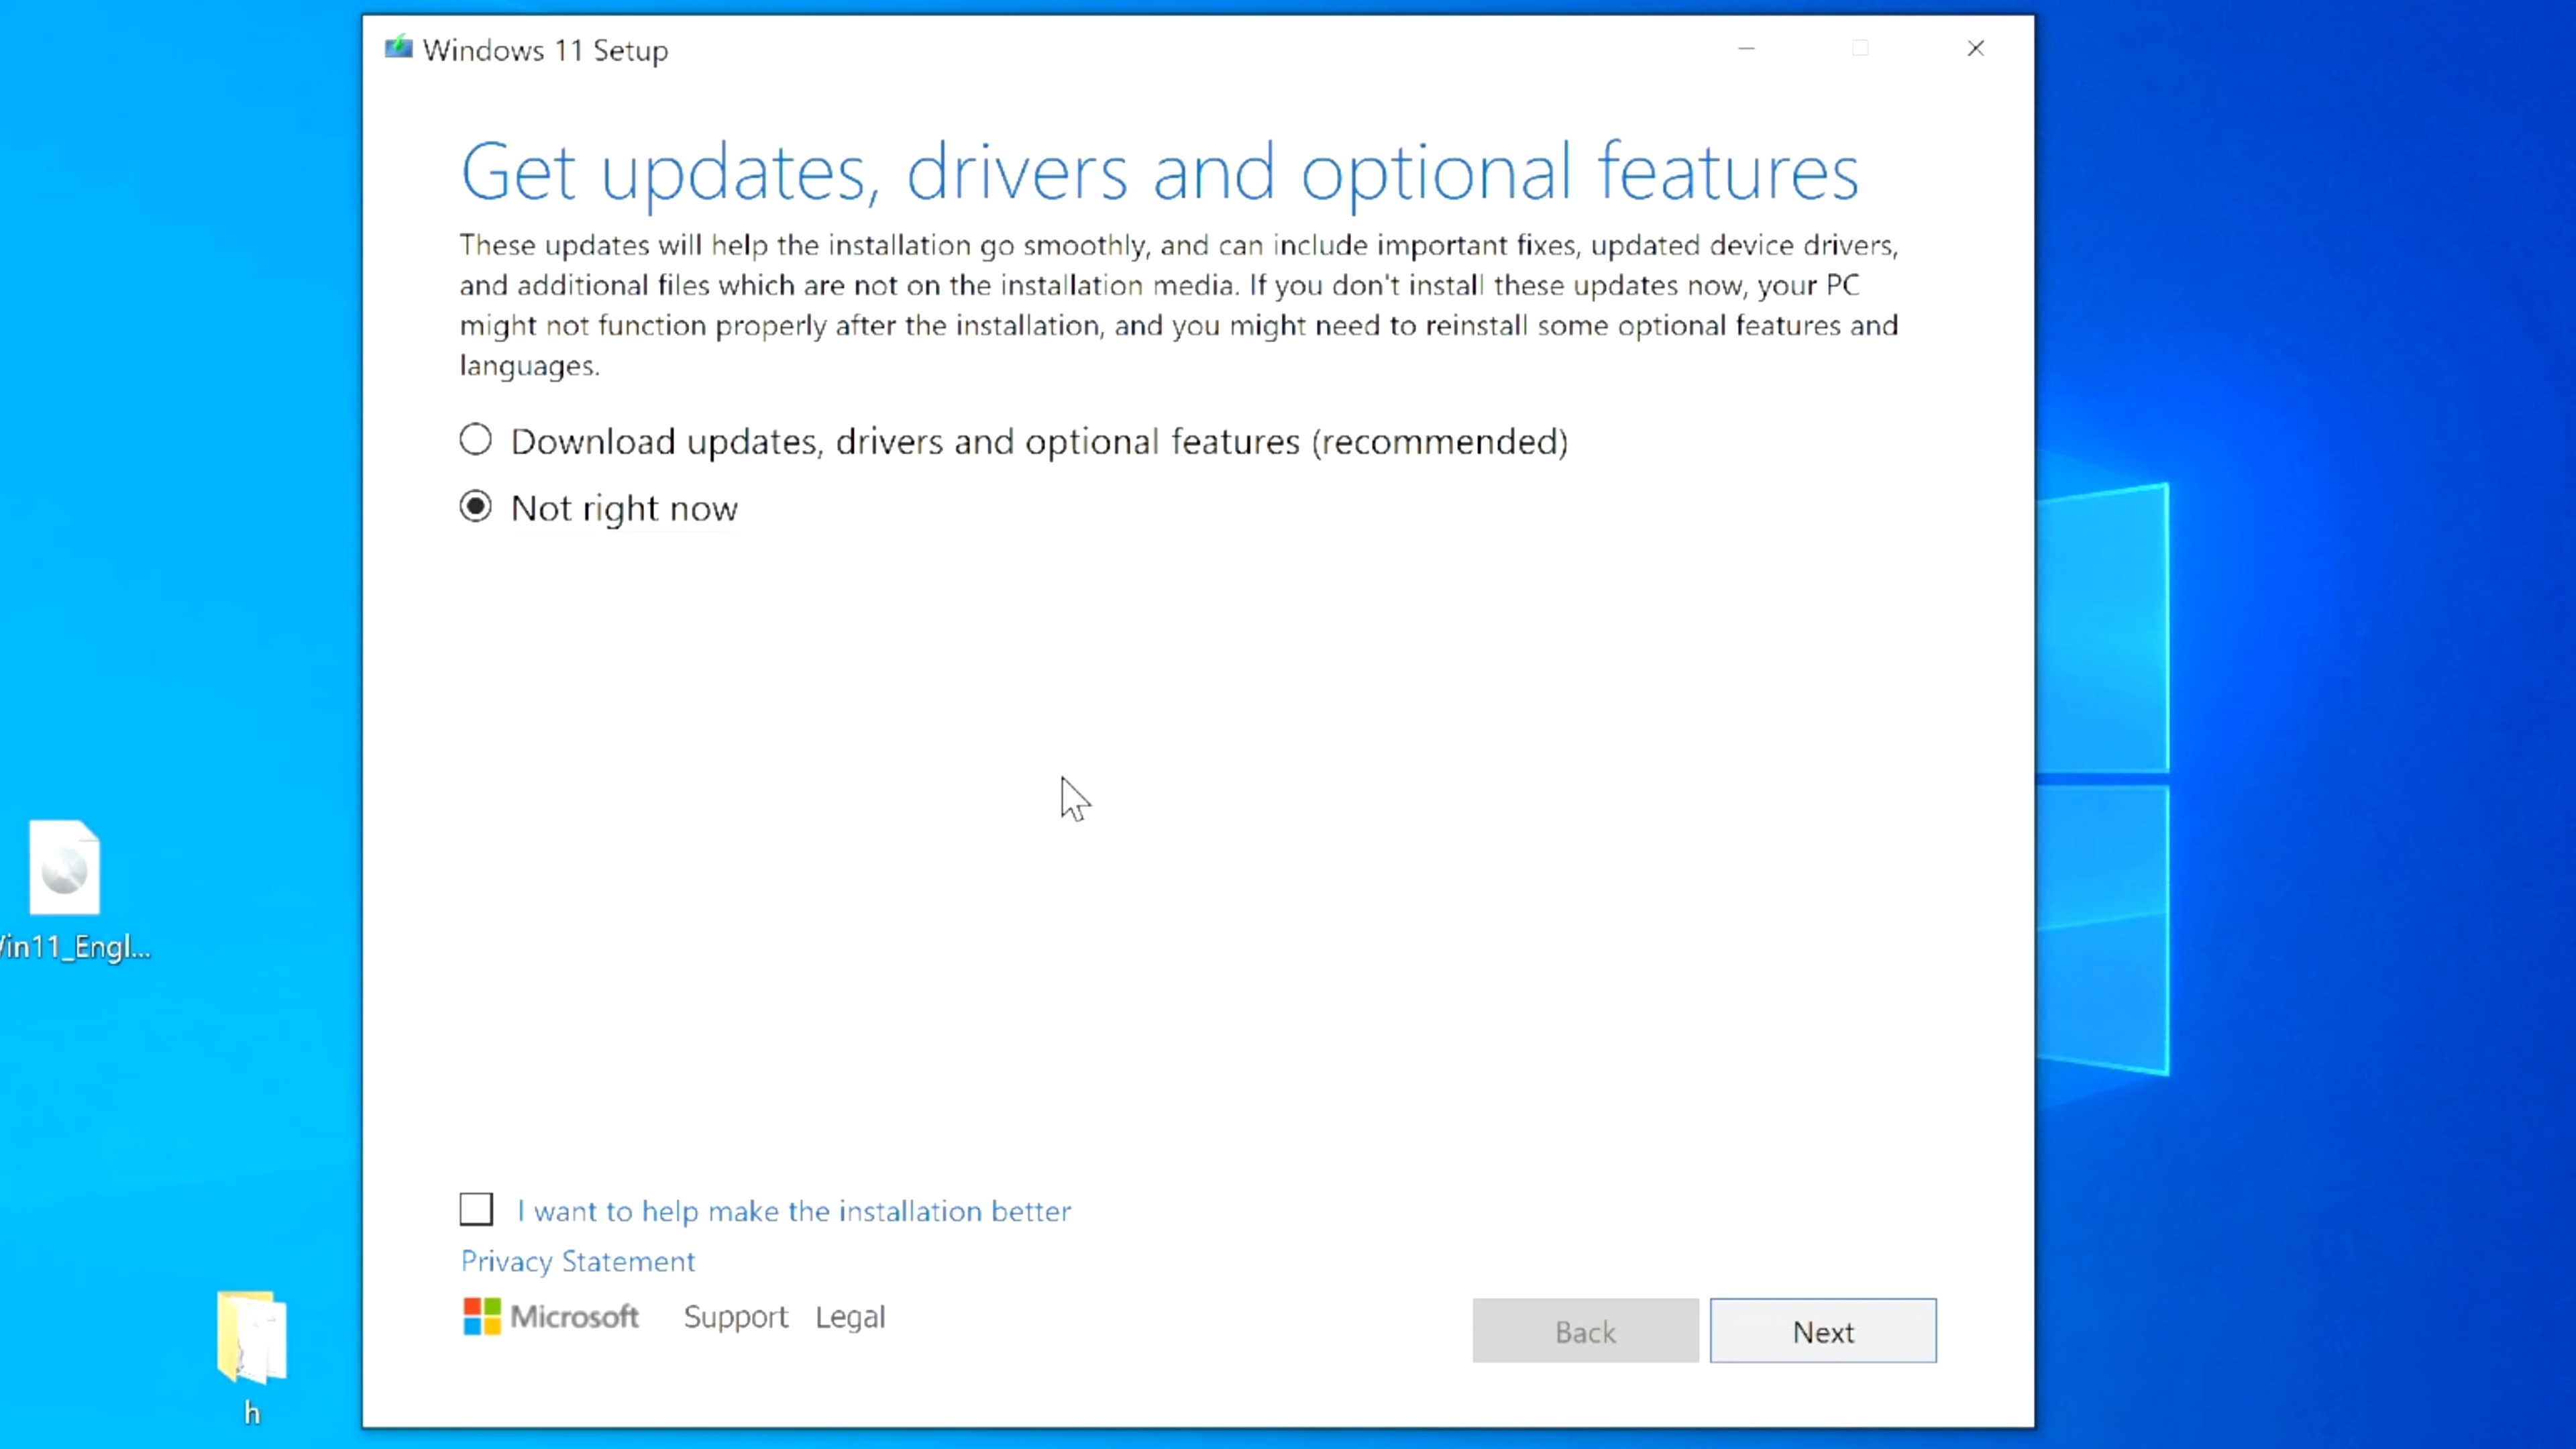 Windows 11 Setup
Get updates, drivers and optional features
These updates will help the installation go smoothly, and can include important fixes, updated device drivers,
and additional files which are not on the installation media. If you don't install these updates now, your PC
might not function properly after the installation, and you might need to reinstall some optional features and
languages.
Download updates, drivers and optional features (recommended)
Not right now
in11_Engl...
I want to help make the installation better
Privacy Statement
Microsoft Support Legal
Back Next
h